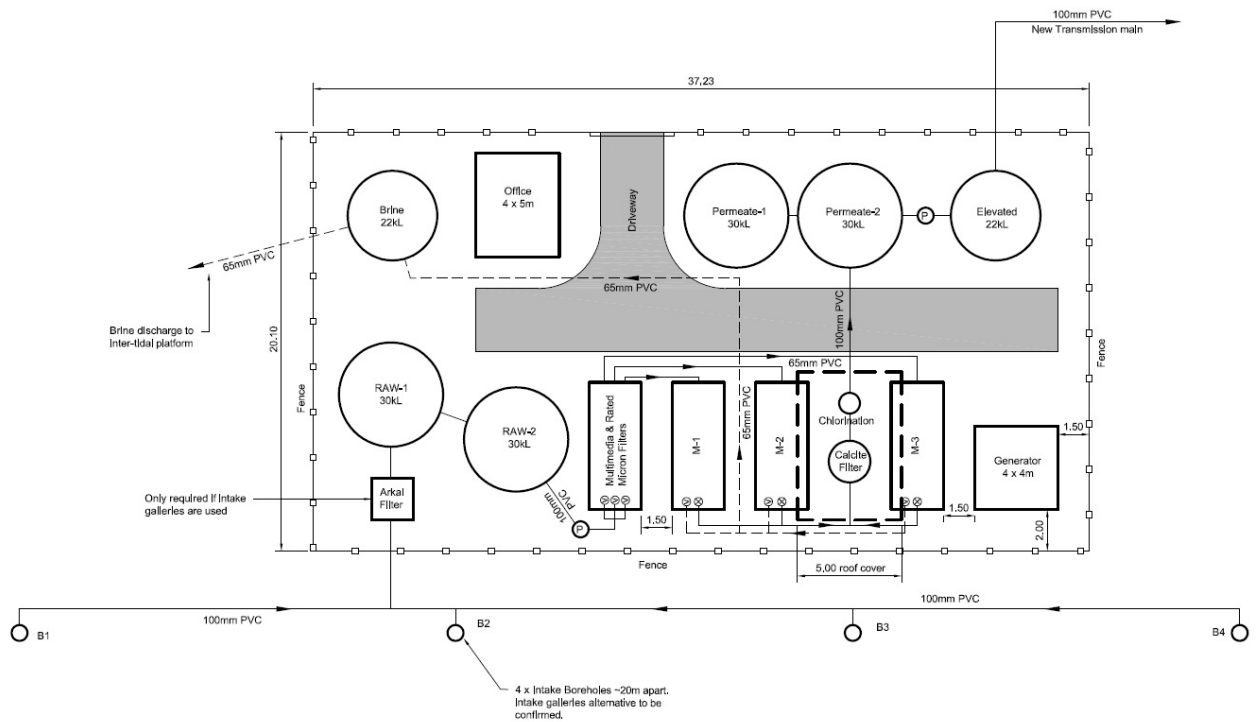 100mm PVC
New Transmission main
37,23
20.10
Brine
22kL
Office
4 x 5m
Driveway
Permeate-1
30kL
Permeate-2
30kL
P
Elevated
22kL
65mm PVC
65mm PVC
Brine discharge to
inter-tidal platform
100mm PVC
65mm PVC
Fence
Fence
RAW-1
30kL
RAW-2
30kL
Multimedia & Rated
Micron Filters
M-1
65mm PVC
M-2
Chlorination
Calcite
Filter
M-3
1.50
Generator
4 x 4m
Only required if intake
galleries are used
Arkal
Filter
100mm
PVC
P
1,50
1.50
2.00
Fence
5,00 roof cover
100mm PVC
100mm PVC
B1
B2
B3
B4
4 x Intake Boreholes ~20m apart.
Intake galleries alternative to be
confirmed.